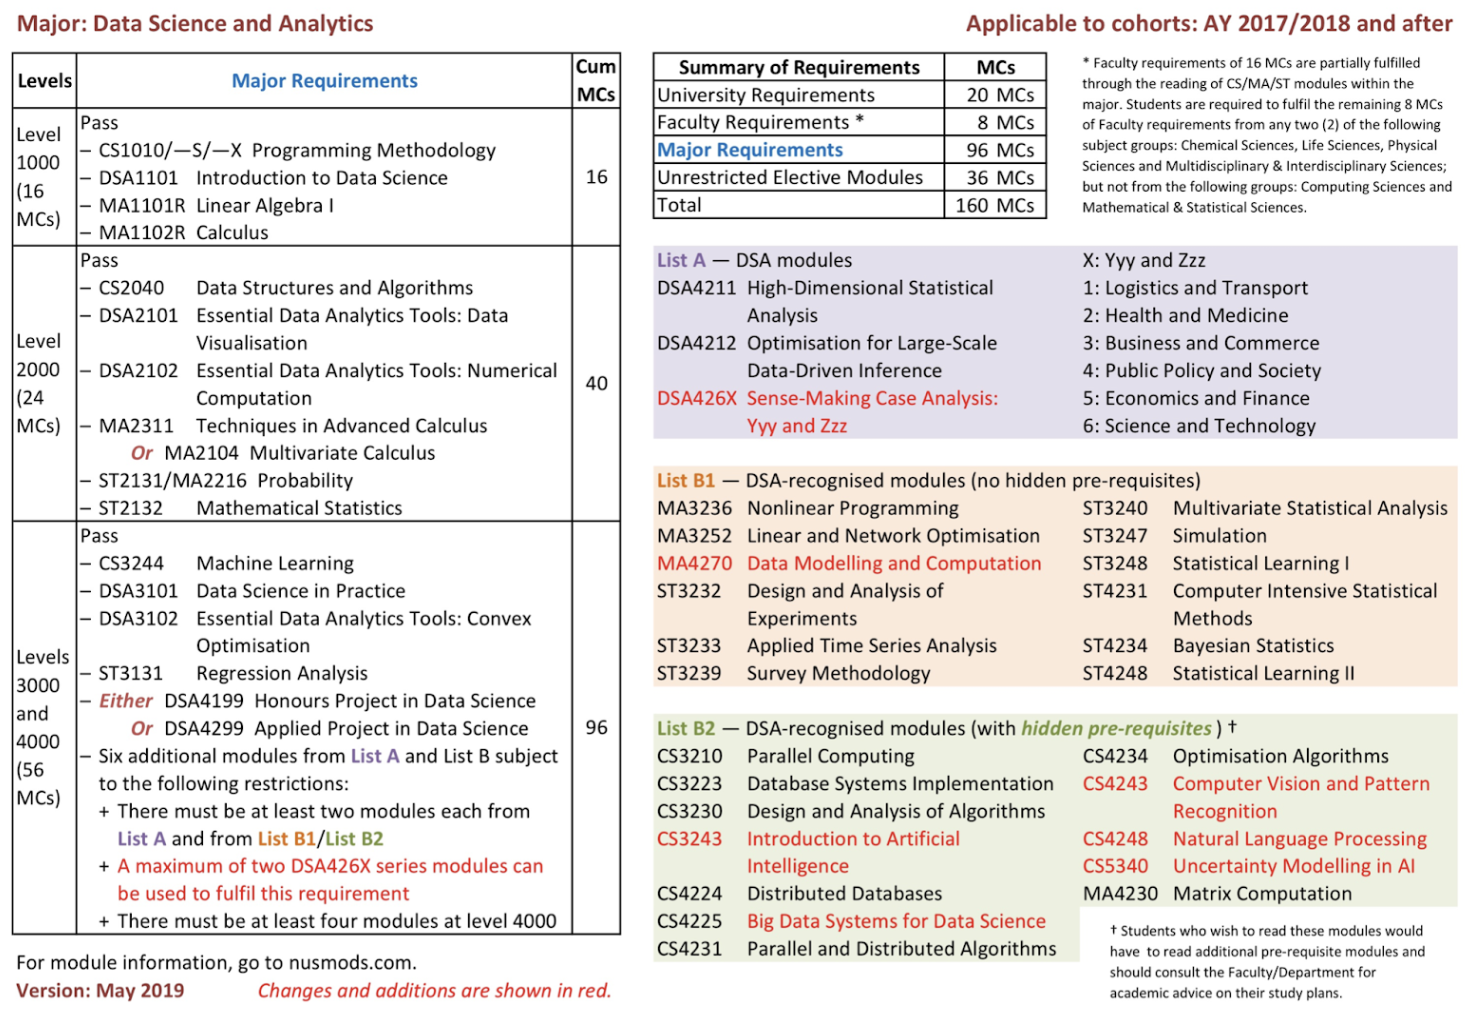 Major: Data Science and Analytics
Applicable to cohorts: AY 2017/2018 and after
Levels
Major Requirements
Cum
MCs
Level
1000
(16
MCs)
Pass
– CS1010/—S/—X Programming Methodology
– DSA1101 Introduction to Data Science
– MA1101R Linear Algebra I
– MA1102R Calculus
16
Level
2000
(24
MCs)
Pass
– CS2040 Data Structures and Algorithms
– DSA2101 Essential Data Analytics Tools: Data
Visualisation
– DSA2102 Essential Data Analytics Tools: Numerical
Computation
– MA2311 Techniques in Advanced Calculus
Or MA2104 Multivariate Calculus
– ST2131/MA2216 Probability
– ST2132 Mathematical Statistics
40
Levels
3000
and
4000
(56
MCs)
Pass
– CS3244 Machine Learning
– DSA3101 Data Science in Practice
– DSA3102 Essential Data Analytics Tools: Convex
Optimisation
– ST3131 Regression Analysis
– Either DSA4199 Honours Project in Data Science
Or DSA4299 Applied Project in Data Science
– Six additional modules from List A and List B subject
to the following restrictions:
+ There must be at least two modules each from
List A and from List B1/List B2
+ A maximum of two DSA426X series modules can
be used to fulfil this requirement
+ There must be at least four modules at level 4000
96
For module information, go to nusmods.com.
Version: May 2019 Changes and additions are shown in red.
Summary of Requirements MCs
University Requirements 20 MCs
Faculty Requirements * 8 MCs
Major Requirements 96 MCs
Unrestricted Elective Modules 36 MCs
Total 160 MCs
* Faculty requirements of 16 MCs are partially fulfilled
through the reading of CS/MA/ST modules within the
major. Students are required to fulfil the remaining 8 MCs
of Faculty requirements from any two (2) of the following
subject groups: Chemical Sciences, Life Sciences, Physical
Sciences and Multidisciplinary & Interdisciplinary Sciences;
but not from the following groups: Computing Sciences and
Mathematical & Statistical Sciences.
List A — DSA modules
DSA4211 High-Dimensional Statistical
Analysis
DSA4212 Optimisation for Large-Scale
Data-Driven Inference
DSA426X Sense-Making Case Analysis:
Yyy and Zzz
X: Yyy and Zzz
1: Logistics and Transport
2: Health and Medicine
3: Business and Commerce
4: Public Policy and Society
5: Economics and Finance
6: Science and Technology
List B1 — DSA-recognised modules (no hidden pre-requisites)
MA3236 Nonlinear Programming
MA3252 Linear and Network Optimisation
MA4270 Data Modelling and Computation
ST3232 Design and Analysis of
Experiments
ST3233 Applied Time Series Analysis
ST3239 Survey Methodology
ST3240 Multivariate Statistical Analysis
ST3247 Simulation
ST3248 Statistical Learning I
ST4231 Computer Intensive Statistical
Methods
ST4234 Bayesian Statistics
ST4248 Statistical Learning II
List B2 — DSA-recognised modules (with hidden pre-requisites ) †
CS3210 Parallel Computing
CS3223 Database Systems Implementation
CS3230 Design and Analysis of Algorithms
CS3243 Introduction to Artificial
Intelligence
CS4224 Distributed Databases
CS4225 Big Data Systems for Data Science
CS4231 Parallel and Distributed Algorithms
CS4234 Optimisation Algorithms
CS4243 Computer Vision and Pattern
Recognition
CS4248 Natural Language Processing
CS5340 Uncertainty Modelling in AI
MA4230 Matrix Computation
† Students who wish to read these modules would
have to read additional pre-requisite modules and
should consult the Faculty/Department for
academic advice on their study plans.